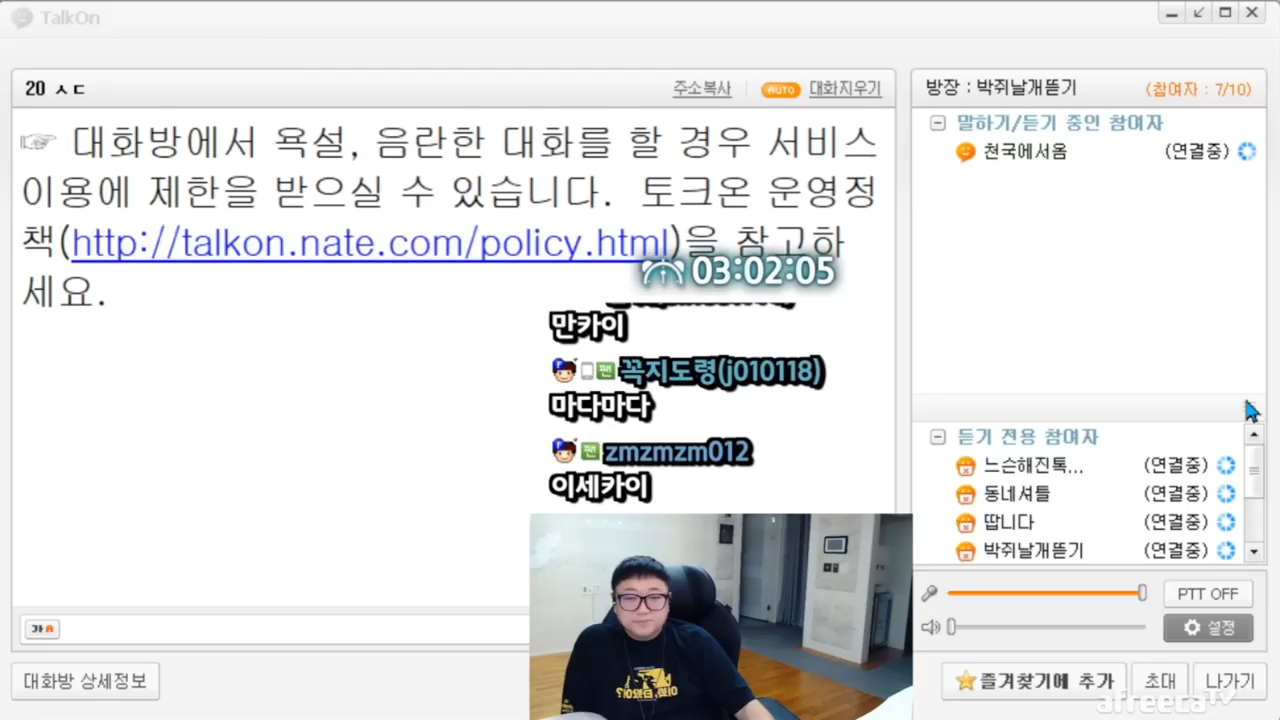 TalkOn
20 ㅅㄷ
주소복사
AUTO 대화지우기
☞ 대화방에서 욕설, 음란한 대화를 할 경우 서비스
이용에 제한을 받으실 수 있습니다. 토크온 운영정
책(http://talkon.nate.com/policy.html)을 참고하
세요.
03:02:05
만카이
팬 꼭지도령(j010118)
마다마다
팬 zmzmzm012
이세카이
가
대화방 상세정보
방장 : 박쥐날개뜯기 (참여자 : 7/10)
말하기/듣기 중인 참여자
천국에서옴 (연결중)
듣기 전용 참여자
느슨해진톡... (연결중)
동네셔틀 (연결중)
땁니다 (연결중)
박쥐날개뜯기 (연결중)
PTT OFF
설정
즐겨찾기에 추가 초대 나가기
afreecaTV